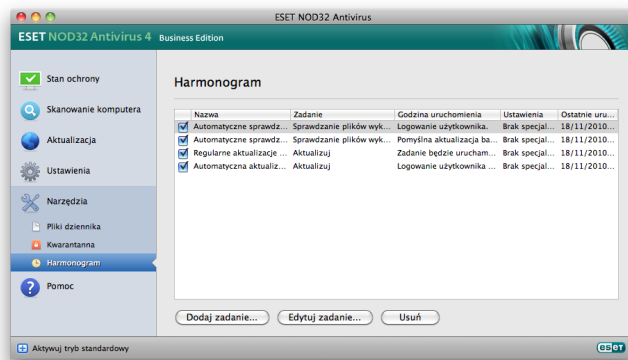 ESET NOD32 Antivirus
ESET NOD32 Antivirus 4 Business Edition
Stan ochrony
Skanowanie komputera
Aktualizacja
Ustawienia
Narzędzia
Pliki dziennika
Kwarantanna
Harmonogram
Pomoc
Harmonogram
Nazwa Zadanie Godzina uruchomienia Ustawienia Ostatnie uru...
Automatyczne sprawdz... Sprawdzanie plików wyk... Logowanie użytkownika. Brak specjal... 18/11/2010...
Automatyczne sprawdz... Sprawdzanie plików wyk... Pomyślna aktualizacja ba... Brak specjal... 18/11/2010...
Regularne aktualizacje ... Aktualizuj Zadanie będzie urucham... Brak specjal... 18/11/2010...
Automatyczna aktualiz... Aktualizuj Logowanie użytkownika ... Brak specjal... 18/11/2010...
Dodaj zadanie... Edytuj zadanie... Usuń
Aktywuj tryb standardowy
eseT